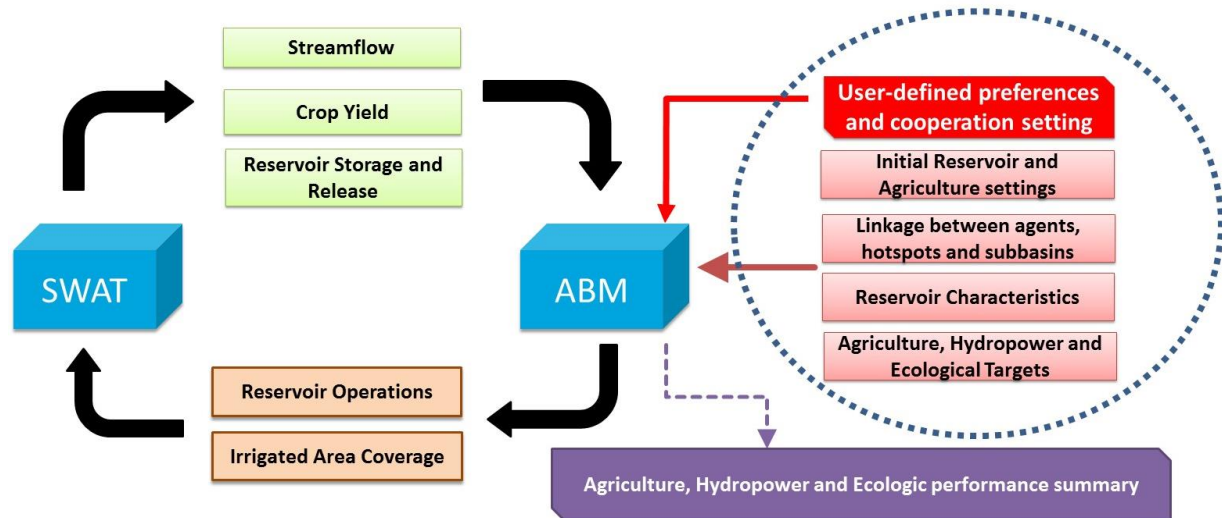 Streamflow
Crop Yield
Reservoir Storage and
Release
SWAT
ABM
Reservoir Operations
Irrigated Area Coverage
User-defined preferences
and cooperation setting
Initial Reservoir and
Agriculture settings
Linkage between agents,
hotspots and subbasins
Reservoir Characteristics
Agriculture, Hydropower and
Ecological Targets
Agriculture, Hydropower and Ecologic performance summary